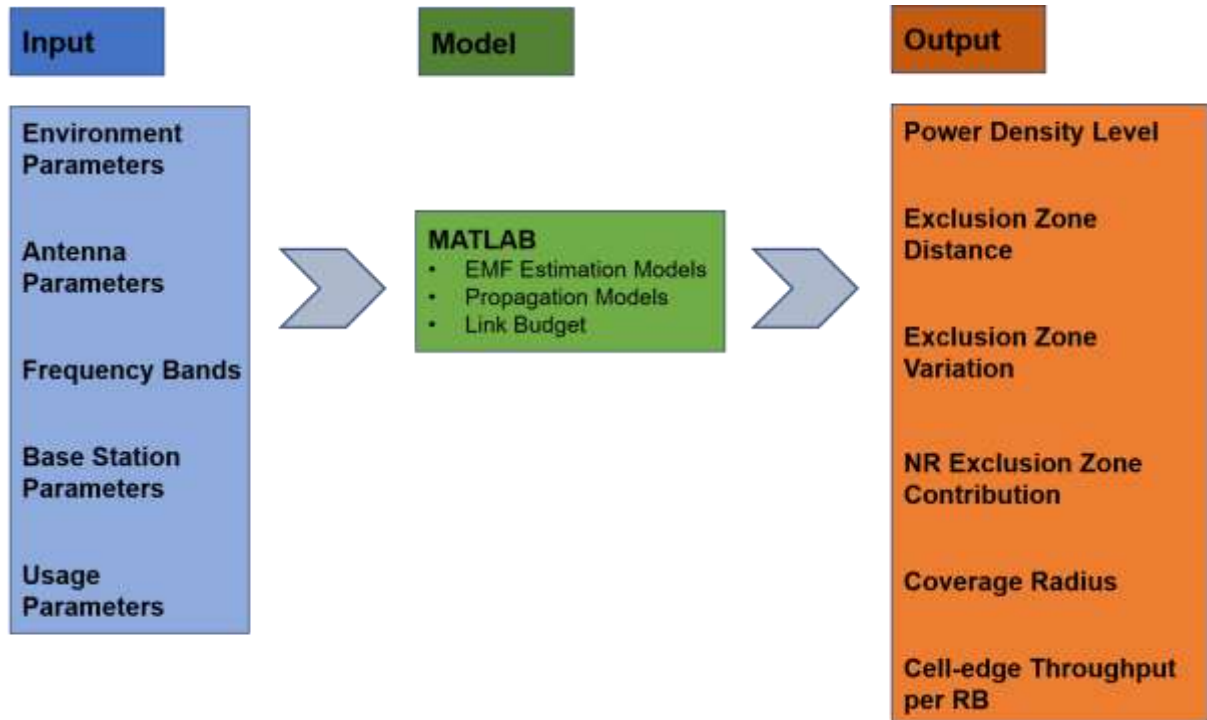 Input
Environment
Parameters
Antenna
Parameters
Frequency Bands
Base Station
Parameters
Usage
Parameters
Model
MATLAB
• EMF Estimation Models
• Propagation Models
• Link Budget
Output
Power Density Level
Exclusion Zone
Distance
Exclusion Zone
Variation
NR Exclusion Zone
Contribution
Coverage Radius
Cell-edge Throughput
per RB